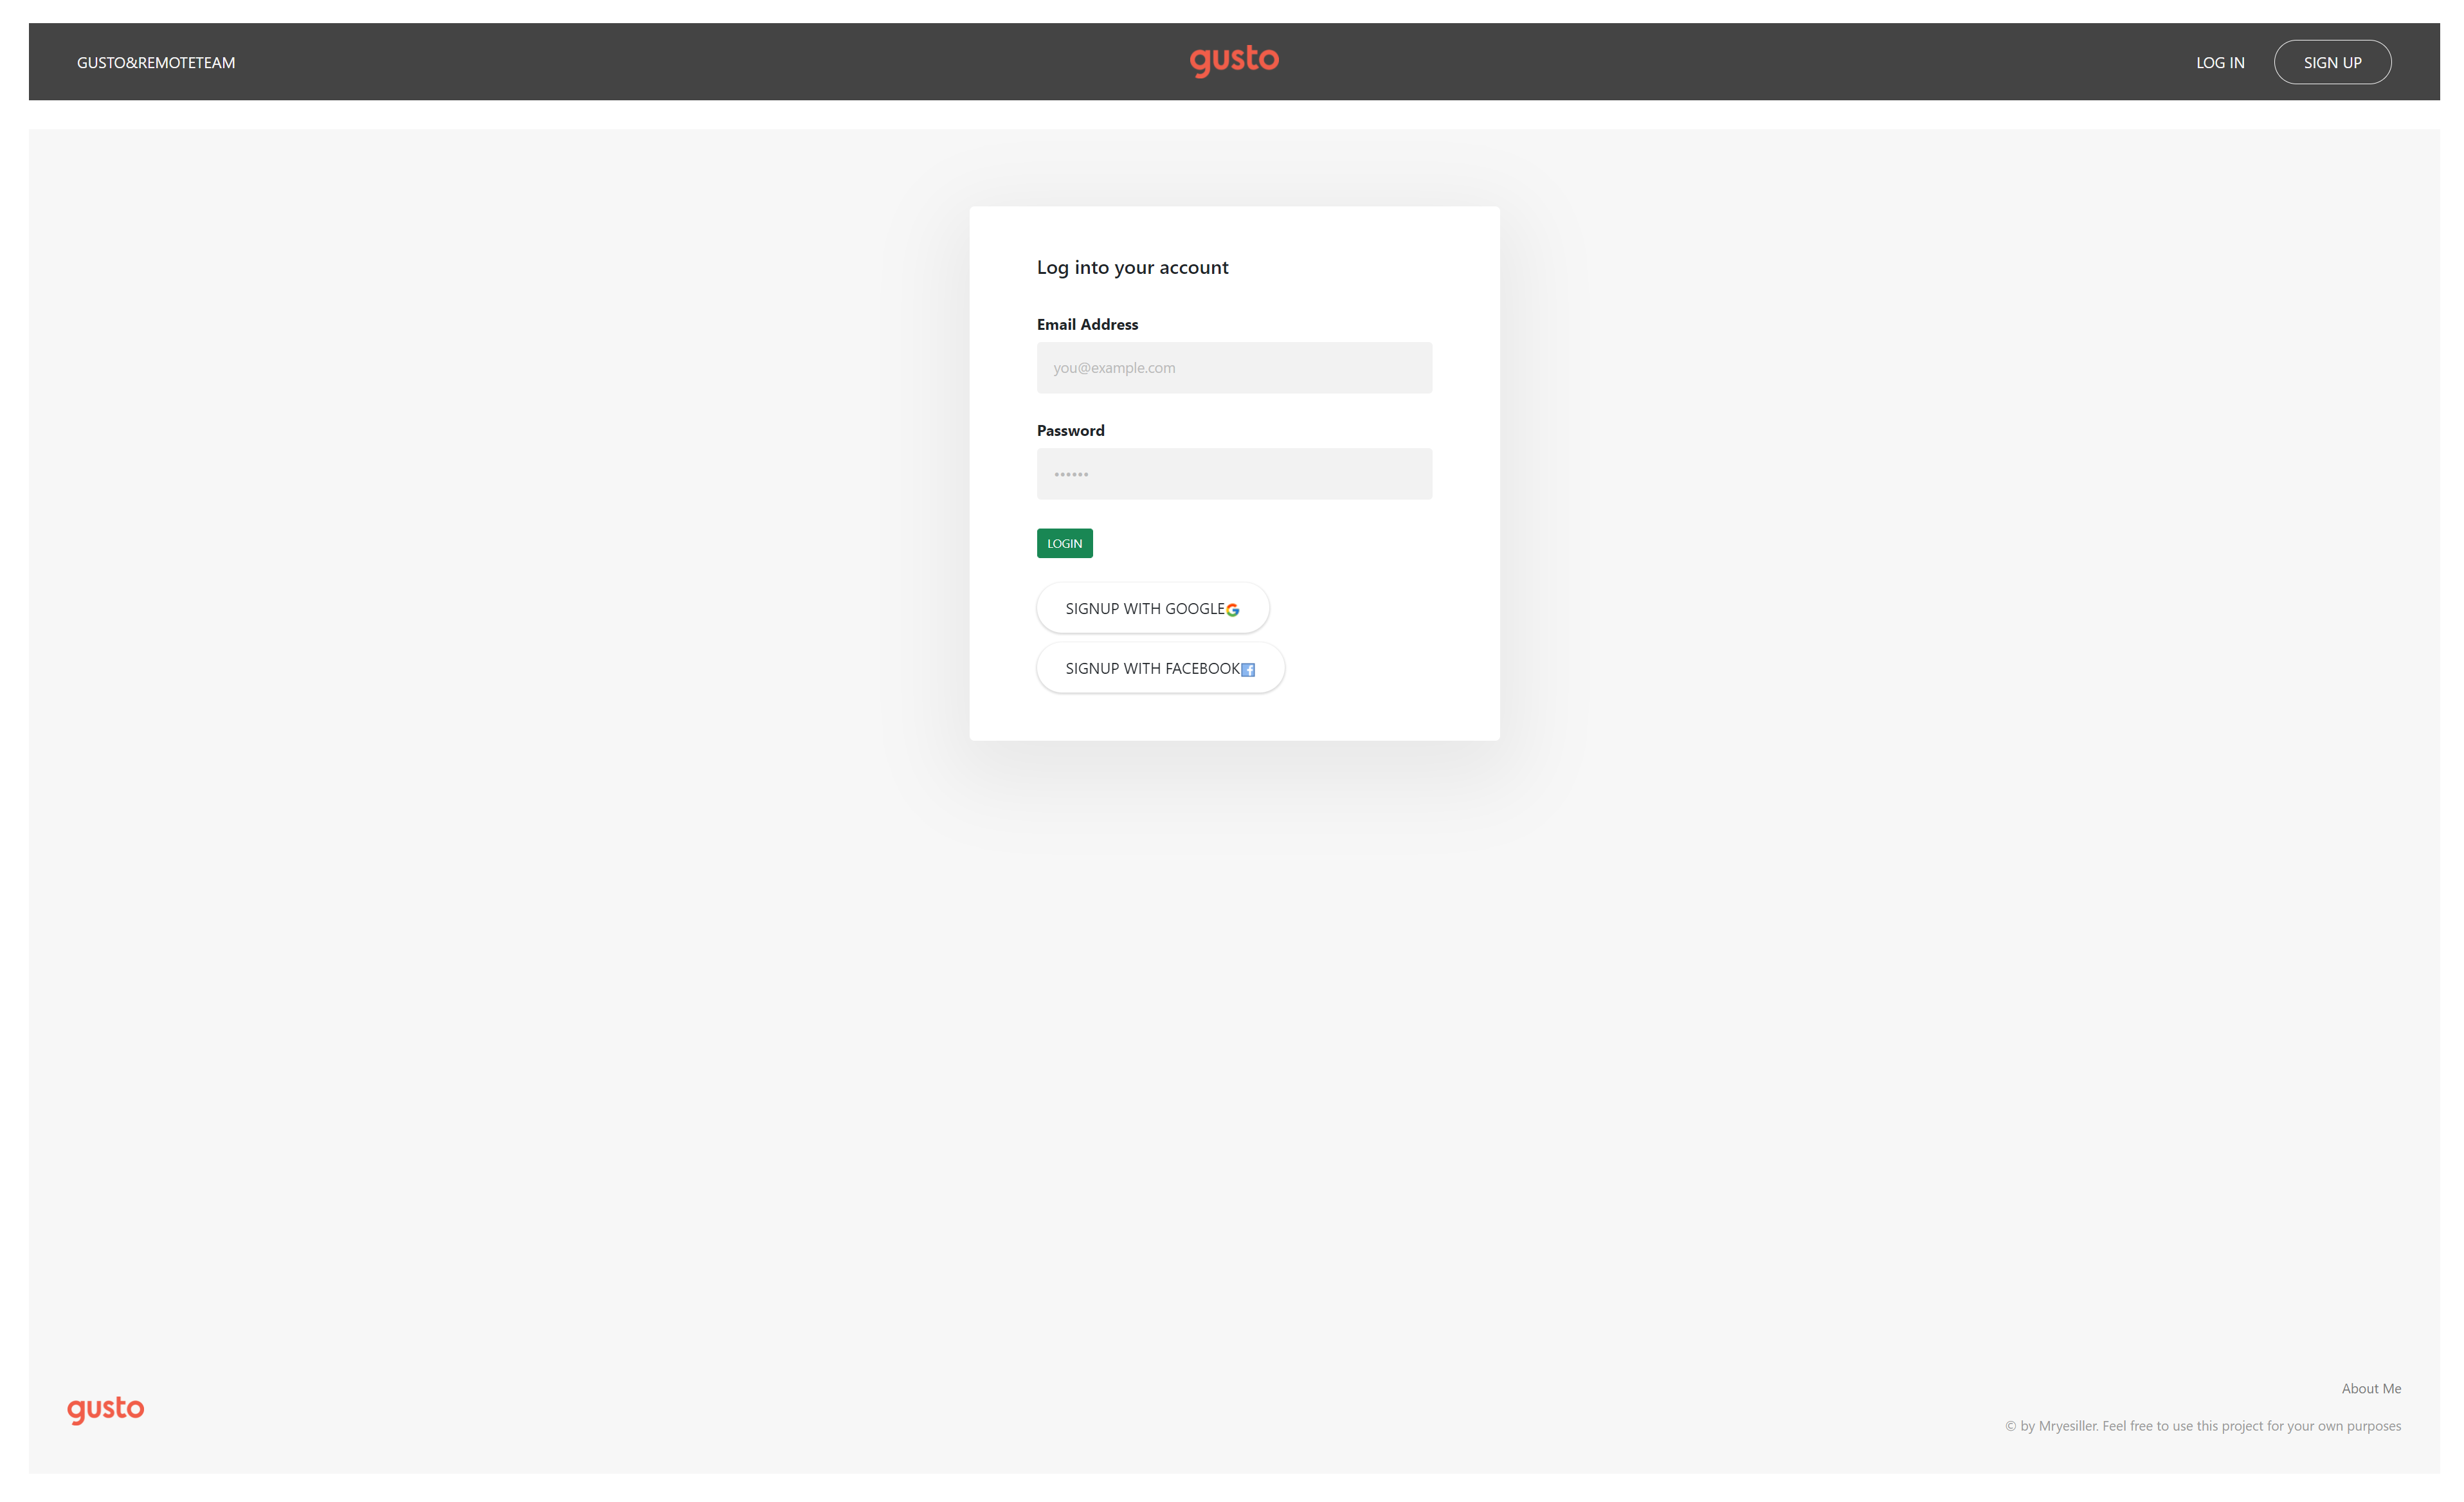 GUSTO&REMOTETEAM
gusto
LOG IN
SIGN UP
Log into your account
Email Address
you@example.com
Password
••••••
LOGIN
SIGNUP WITH GOOGLE
SIGNUP WITH FACEBOOK
gusto
About Me
© by Mryesiller. Feel free to use this project for your own purposes